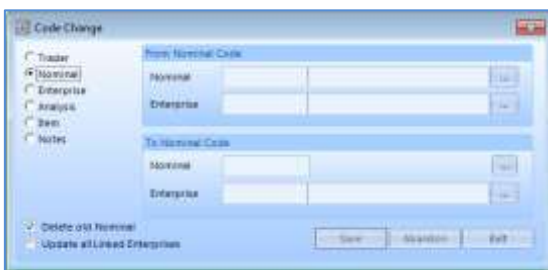 Code Change
Trader
Nominal
Enterprise
Analysis
Item
Notes
From Nominal Code
Nominal
...
Enterprise
...
To Nominal Code
Nominal
...
Enterprise
...
Delete old Nominal
Update all Linked Enterprises
Save
Abandon
Exit